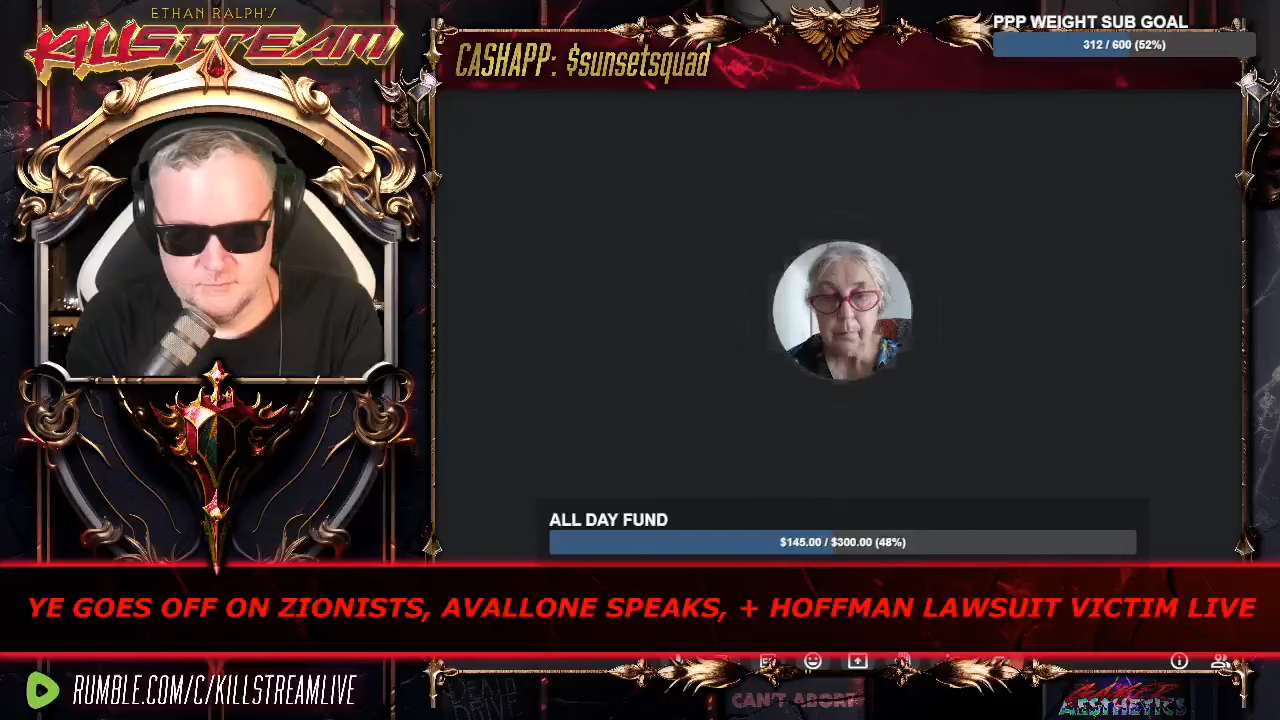 ETHAN RALPH'S
KILLSTREAM
CASHAPP: $sunsetsquad
PPP WEIGHT SUB GOAL
312 / 600 (52%)
ALL DAY FUND
$145.00 / $300.00 (48%)
YE GOES OFF ON ZIONISTS, AVALLONE SPEAKS, + HOFFMAN LAWSUIT VICTIM LIVE
RUMBLE.COM/C/KILLSTREAMLIVE
CAN'T ABORT
AESTHETICS